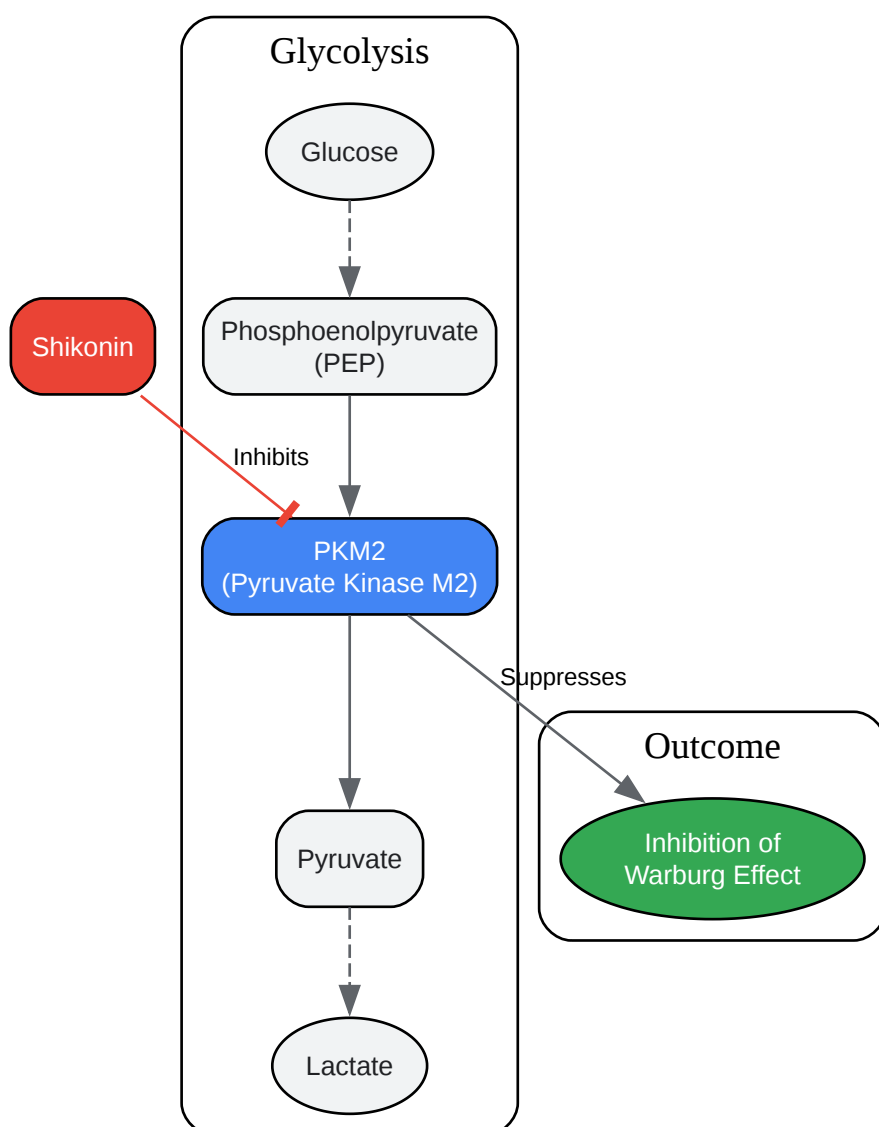 Glycolysis
Glucose
Shikonin
Phosphoenolpyruvate
(PEP)
Inhibits
PKM2
(Pyruvate Kinase M2)
Suppresses
Outcome
Inhibition of
Warburg Effect
Pyruvate
Lactate